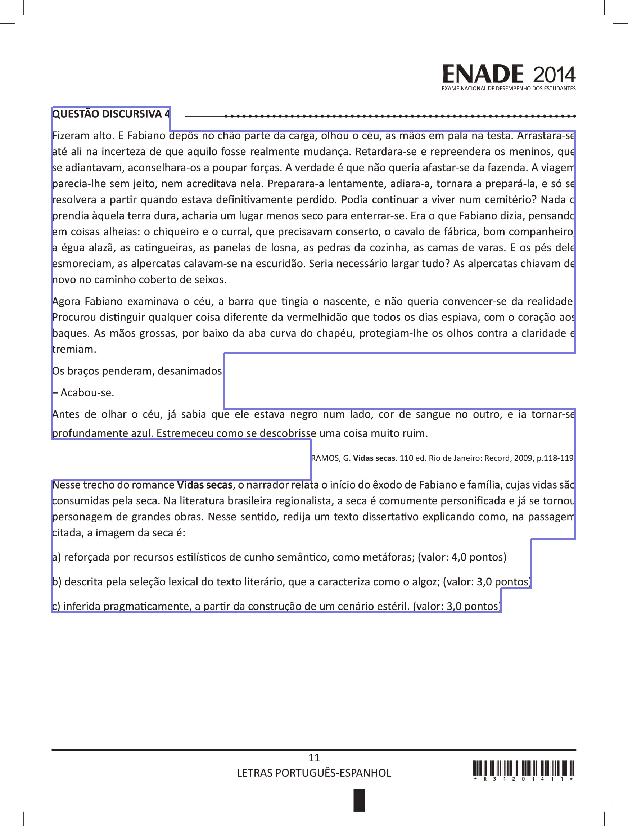 ENADE 2014
EXAME NACIONAL DE DESEMPENHO DOS ESTUDANTES
QUESTÃO DISCURSIVA 4
Fizeram alto. E Fabiano depôs no chão parte da carga, olhou o céu, as mãos em pala na testa. Arrastara-se
até ali na incerteza de que aquilo fosse realmente mudança. Retardara-se e repreendera os meninos, que
se adiantavam, aconselhara-os a poupar forças. A verdade é que não queria afastar-se da fazenda. A viagem
parecia-lhe sem jeito, nem acreditava nela. Preparara-a lentamente, adiara-a, tornara a prepará-la, e só se
resolvera a partir quando estava definitivamente perdido. Podia continuar a viver num cemitério? Nada o
prendia àquela terra dura, acharia um lugar menos seco para enterrar-se. Era o que Fabiano dizia, pensando
em coisas alheias: o chiqueiro e o curral, que precisavam conserto, o cavalo de fábrica, bom companheiro,
a égua alazã, as catingueiras, as panelas de losna, as pedras da cozinha, as camas de varas. E os pés dele
esmoreciam, as alpercatas calavam-se na escuridão. Seria necessário largar tudo? As alpercatas chiavam de
novo no caminho coberto de seixos.
Agora Fabiano examinava o céu, a barra que tingia o nascente, e não queria convencer-se da realidade.
Procurou distinguir qualquer coisa diferente da vermelhidão que todos os dias espiava, com o coração aos
baques. As mãos grossas, por baixo da aba curva do chapéu, protegiam-lhe os olhos contra a claridade e
tremiam.
Os braços penderam, desanimados.
– Acabou-se.
Antes de olhar o céu, já sabia que ele estava negro num lado, cor de sangue no outro, e ia tornar-se
profundamente azul. Estremeceu como se descobrisse uma coisa muito ruim.
RAMOS, G. Vidas secas. 110 ed. Rio de Janeiro: Record, 2009, p.118-119.
Nesse trecho do romance Vidas secas, o narrador relata o início do êxodo de Fabiano e família, cujas vidas são
consumidas pela seca. Na literatura brasileira regionalista, a seca é comumente personificada e já se tornou
personagem de grandes obras. Nesse sentido, redija um texto dissertativo explicando como, na passagem
citada, a imagem da seca é:
a) reforçada por recursos estilísticos de cunho semântico, como metáforas; (valor: 4,0 pontos)
b) descrita pela seleção lexical do texto literário, que a caracteriza como o algoz; (valor: 3,0 pontos)
c) inferida pragmaticamente, a partir da construção de um cenário estéril. (valor: 3,0 pontos)
11
LETRAS PORTUGUÊS-ESPANHOL
*R31201411*